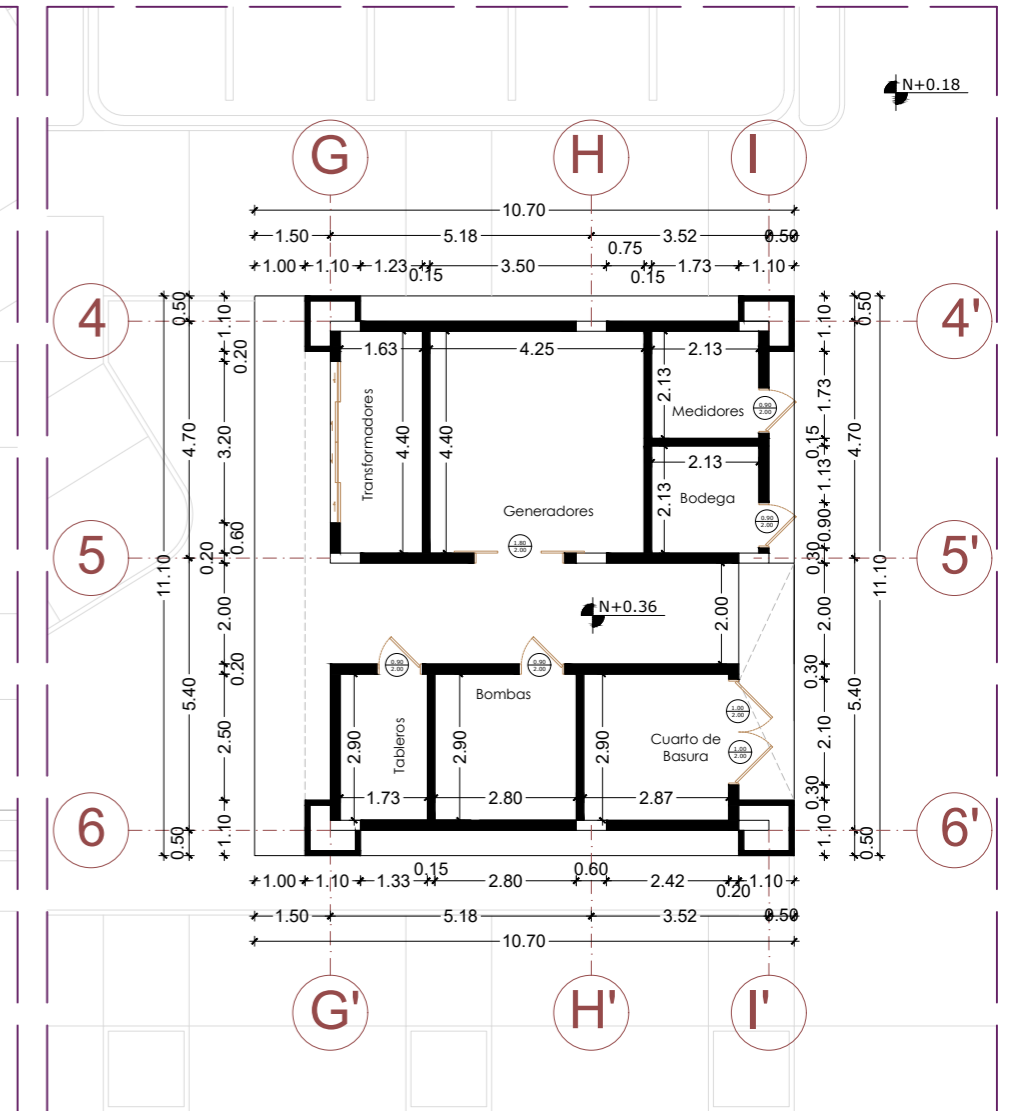 N+0.18
G H I
10.70
1.50 5.18 3.52 0.50
0.75
1.00 1.10 1.23 3.50 1.73 1.10
0.15 0.15
4 4'
0.50 1.10 1.10 0.50
0.20
1.63 4.25 2.13
2.13 1.73
Medidores
0.90
2.00
4.70 3.20 Transformadores 4.40 4.40 0.15 4.70
2.13
Bodega
2.13 1.13
Generadores
0.90
2.00
0.60 0.90
1.80
2.00
5 5'
0.20 0.30
11.10 11.10
N+0.36
2.00 2.00 2.00
0.90
2.00
0.90
2.00
0.20 0.30
Bombas
5.40 2.50 2.90 Tableros 2.90 2.90 2.10 5.40
1.00
2.00
Cuarto de
Basura
1.00
2.00
1.73 2.80 2.87
0.30
6 6'
1.10 0.50 1.10 0.50
0.15 0.60
1.00 1.10 1.33 2.80 2.42 1.10
0.20
1.50 5.18 3.52 0.50
10.70
G' H' I'